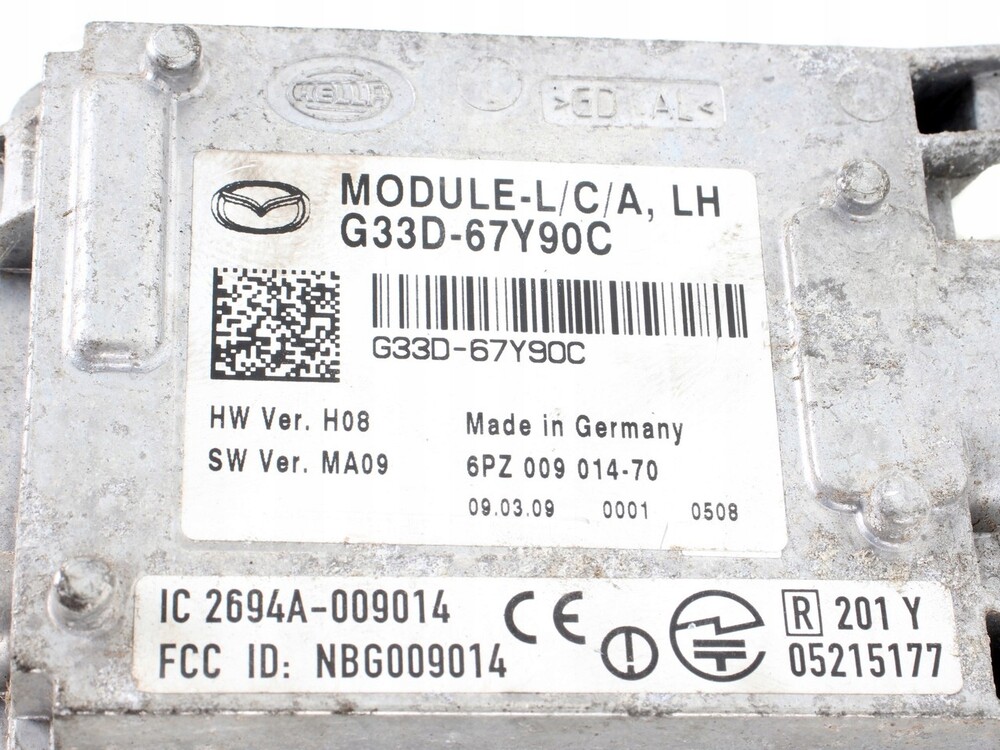 HELLA
MODULE-L/C/A, LH
G33D-67Y90C
G33D-67Y90C
HW Ver. H08
Made in Germany
SW Ver. MA09
6PZ 009 014-70
09.03.09 0001 0508
IC 2694A-009014
CE
R 201 Y
FCC ID: NBG009014
05215177